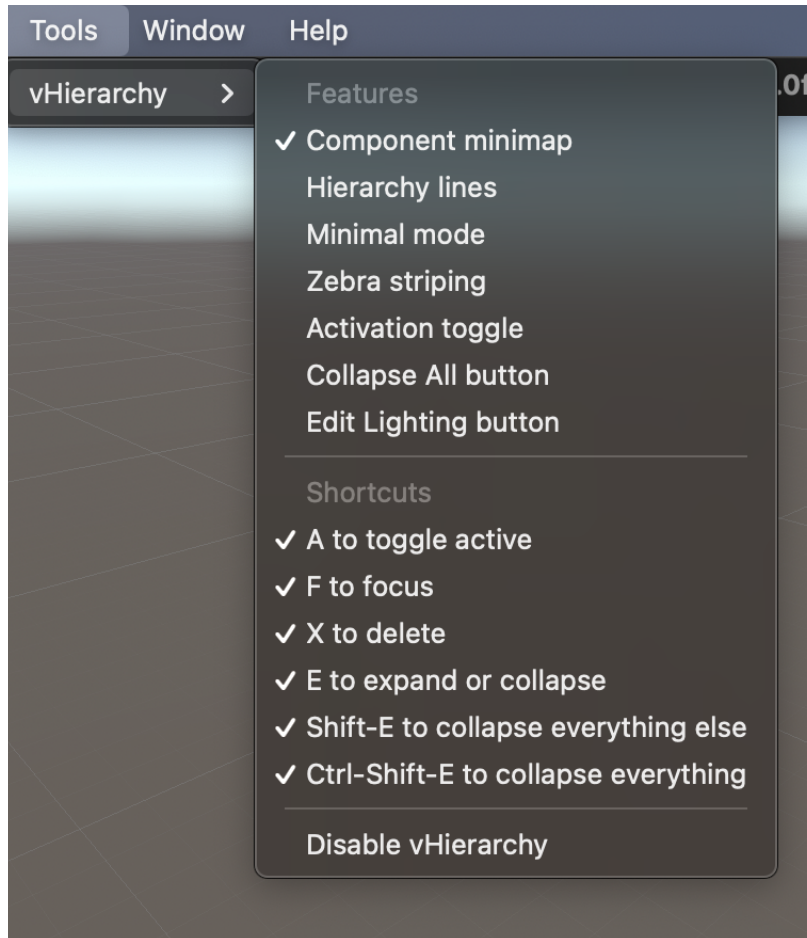 Tools Window Help
vHierarchy >
.0f
Features
✓ Component minimap
Hierarchy lines
Minimal mode
Zebra striping
Activation toggle
Collapse All button
Edit Lighting button
Shortcuts
✓ A to toggle active
✓ F to focus
✓ X to delete
✓ E to expand or collapse
✓ Shift-E to collapse everything else
✓ Ctrl-Shift-E to collapse everything
Disable vHierarchy